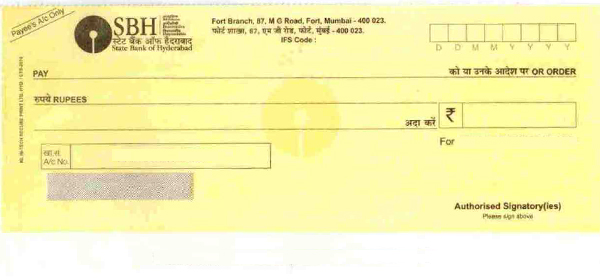 Payee's A/c Only
SBH
स्टेट बैंक ऑफ हैदराबाद
State Bank of Hyderabad
Fort Branch, 87, M G Road, Fort, Mumbai - 400 023.
फोर्ट शाखा, 87, एम जी रोड, फोर्ट, मुंबई - 400 023.
IFS Code :
D D M M Y Y Y Y
PAY
को या उनके आदेश पर OR ORDER
रुपये RUPEES
अदा करें
₹
खा.सं.
A/c No.
For
Authorised Signatory(ies)
Please sign above